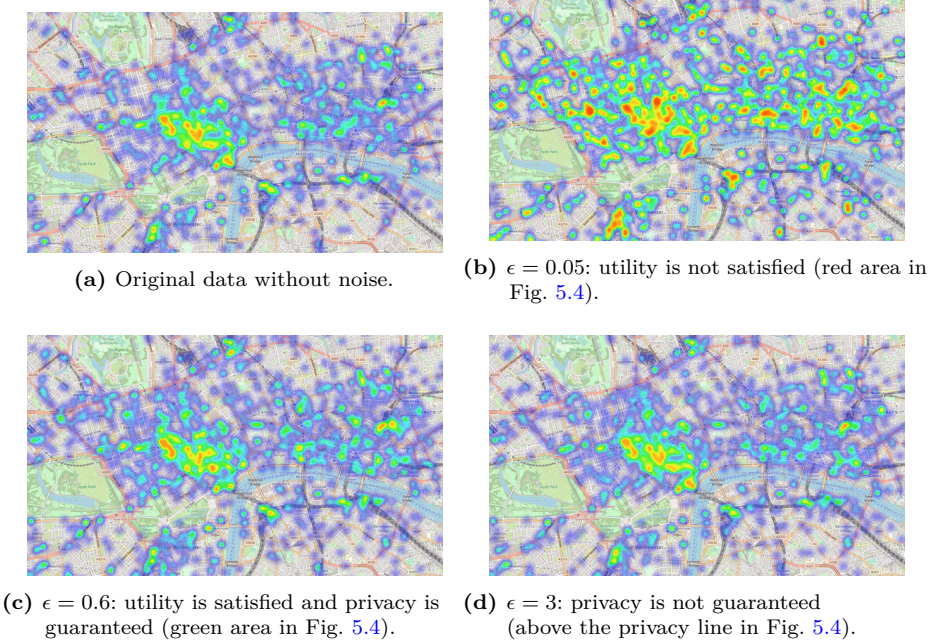 (a) Original data without noise.
(b) ϵ = 0.05: utility is not satisfied (red area in
Fig. 5.4).
(c) ϵ = 0.6: utility is satisfied and privacy is
guaranteed (green area in Fig. 5.4).
(d) ϵ = 3: privacy is not guaranteed
(above the privacy line in Fig. 5.4).